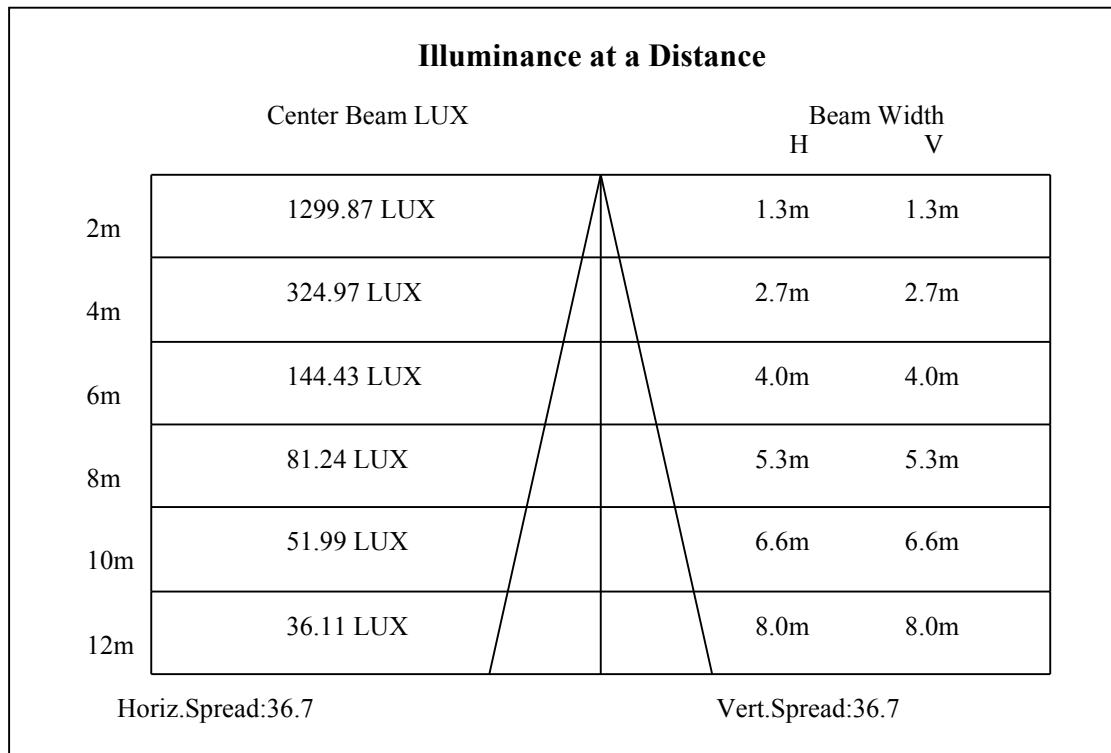 Illuminance at a Distance
Center Beam LUX Beam Width
H V
2m 1299.87 LUX 1.3m 1.3m
4m 324.97 LUX 2.7m 2.7m
6m 144.43 LUX 4.0m 4.0m
8m 81.24 LUX 5.3m 5.3m
10m 51.99 LUX 6.6m 6.6m
12m 36.11 LUX 8.0m 8.0m
Horiz.Spread:36.7 Vert.Spread:36.7